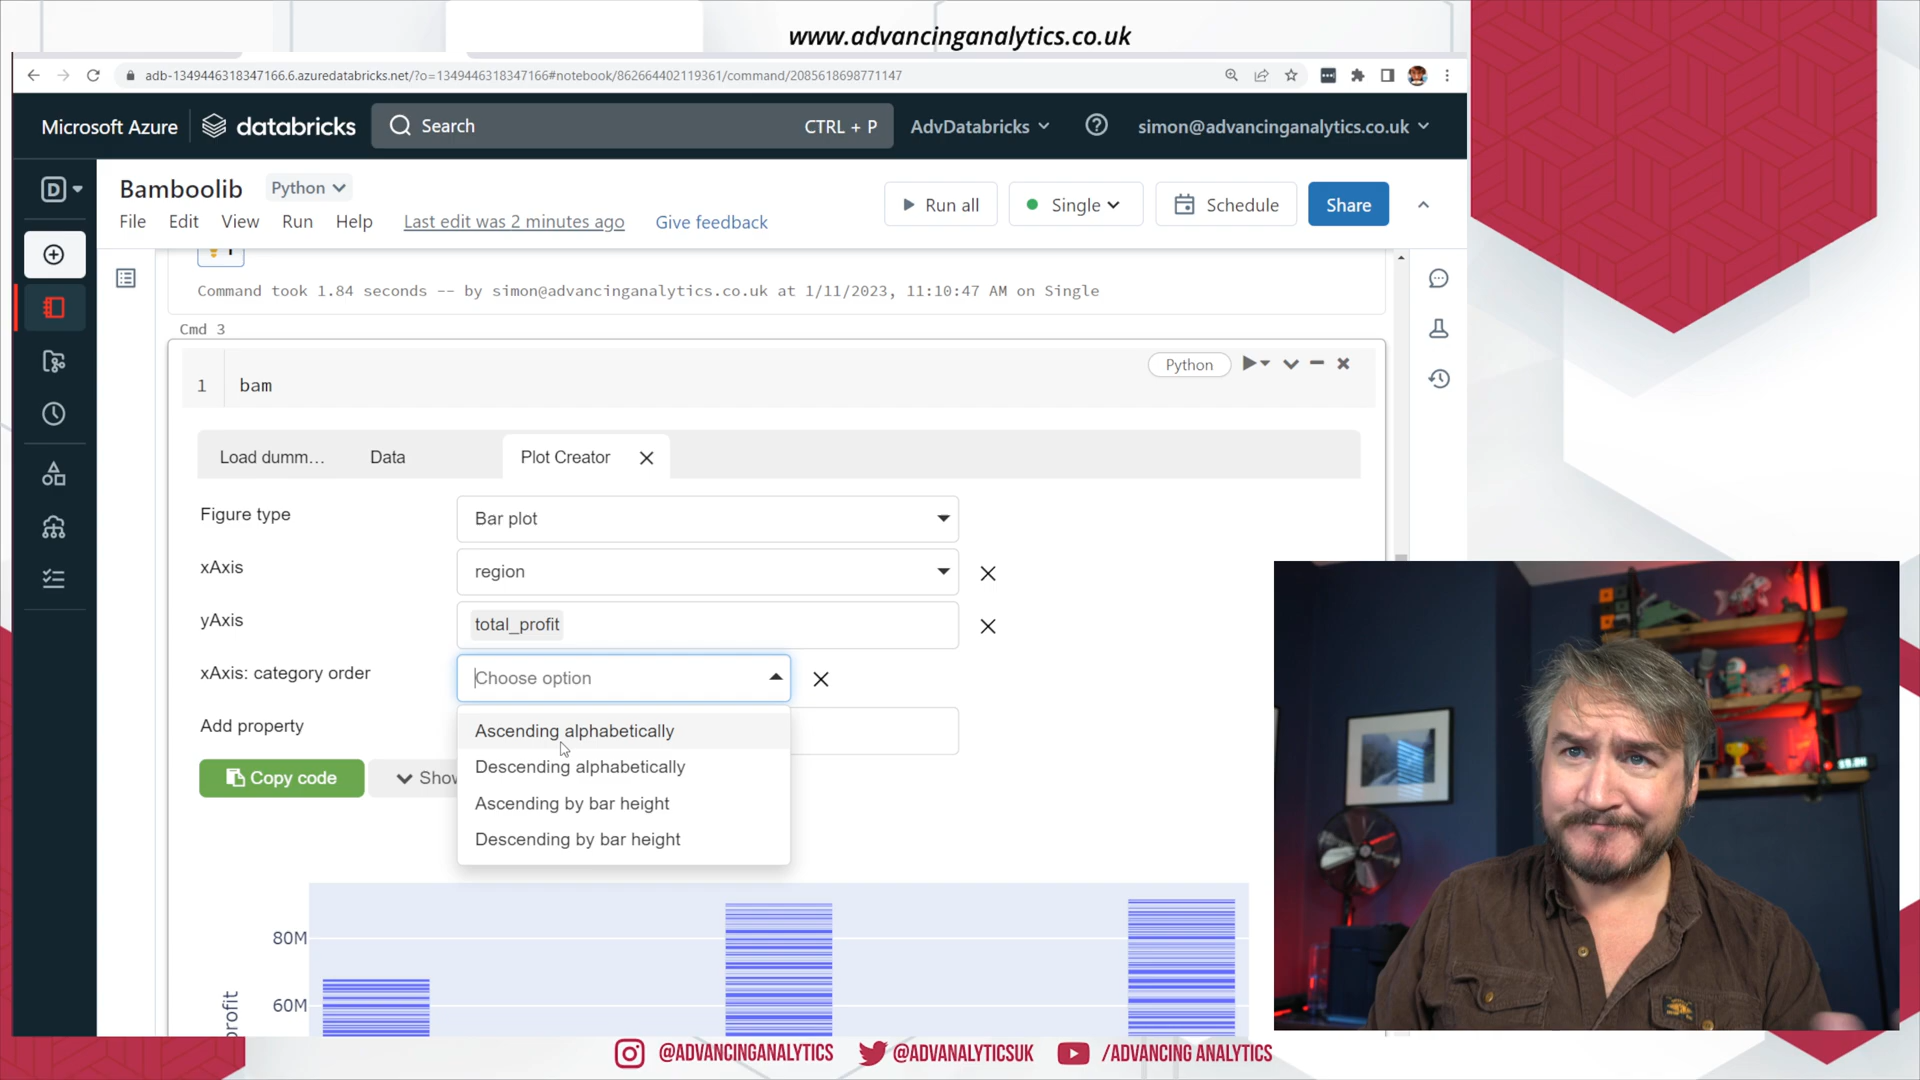 www.advancinganalytics.co.uk
adb-1349446318347166.6.azuredatabricks.net/?o=1349446318347166#notebook/862664402119361/command/2085618698771147
Microsoft Azure
databricks
Search
CTRL + P
AdvDatabricks
simon@advancinganalytics.co.uk
D
Bamboolib
Python
Run all
Single
Schedule
Share
File
Edit
View
Run
Help
Last edit was 2 minutes ago
Give feedback
Command took 1.84 seconds -- by simon@advancinganalytics.co.uk at 1/11/2023, 11:10:47 AM on Single
Cmd 3
Python
1
bam
Load dumm...
Data
Plot Creator
Figure type
Bar plot
xAxis
region
yAxis
total_profit
xAxis: category order
Choose option
Add property
Ascending alphabetically
Descending alphabetically
Ascending by bar height
Descending by bar height
Copy code
80M
60M
profit
@ADVANCINGANALYTICS
@ADVANALYTICSUK
/ADVANCING ANALYTICS